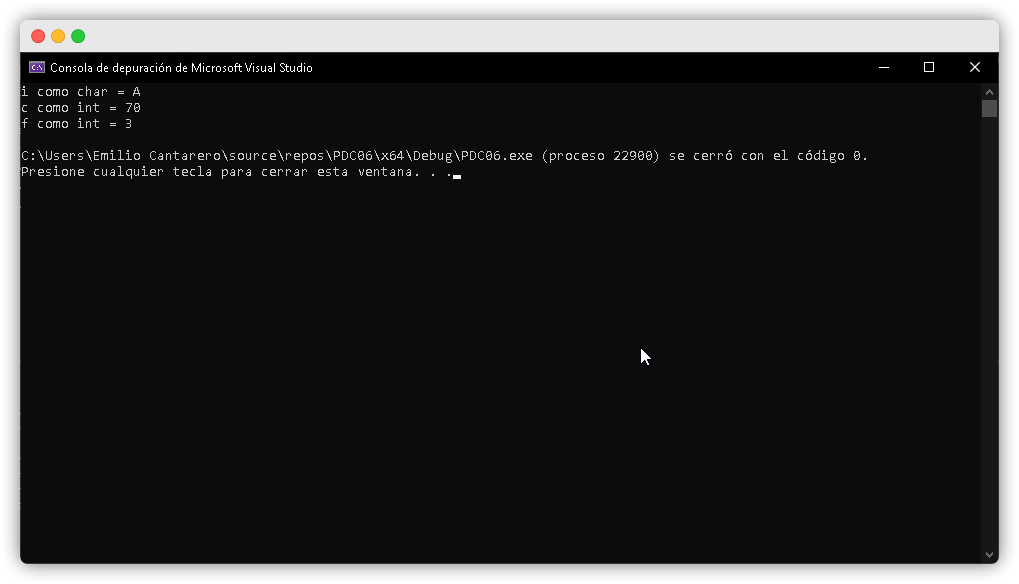 Consola de depuración de Microsoft Visual Studio
i como char = A
c como int = 70
f como int = 3
C:\Users\Emilio Cantarero\source\repos\PDC06\x64\Debug\PDC06.exe (proceso 22900) se cerró con el código 0.
Presione cualquier tecla para cerrar esta ventana. . .